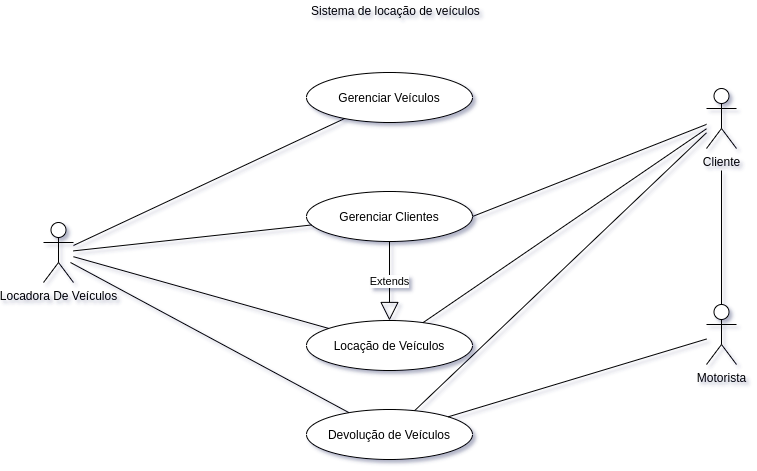 Sistema de locação de veículos
Gerenciar Veículos
Cliente
Gerenciar Clientes
Locadora De Veículos
Extends
Locação de Veículos
Motorista
Devolução de Veículos